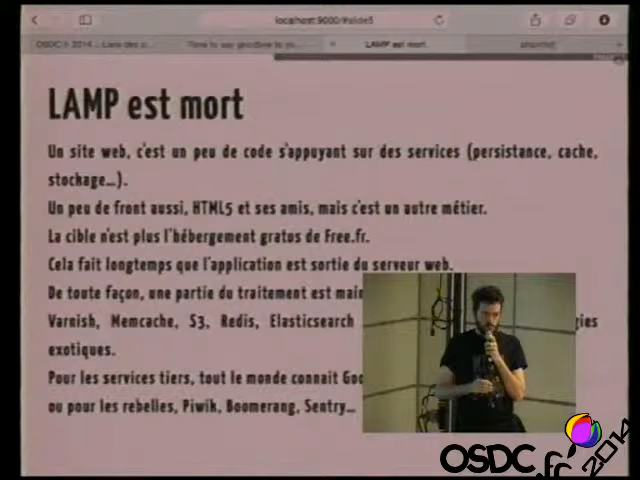 localhost:9000/#slide5
LAMP est mort
LAMP est mort
Un site web, c'est un peu de code s'appuyant sur des services (persistance, cache,
stockage…).
Un peu de front aussi, HTML5 et ses amis, mais c'est un autre métier.
La cible n'est plus l'hébergement gratos de Free.fr.
Cela fait longtemps que l'application est sortie du serveur web.
De toute façon, une partie du traitement est
Varnish, Memcache, S3, Redis, Elasticsearch
exotiques.
Pour les services tiers, tout le monde connait
ou pour les rebelles, Piwik, Boomerang, Sentry…
OSDC.fc 2014